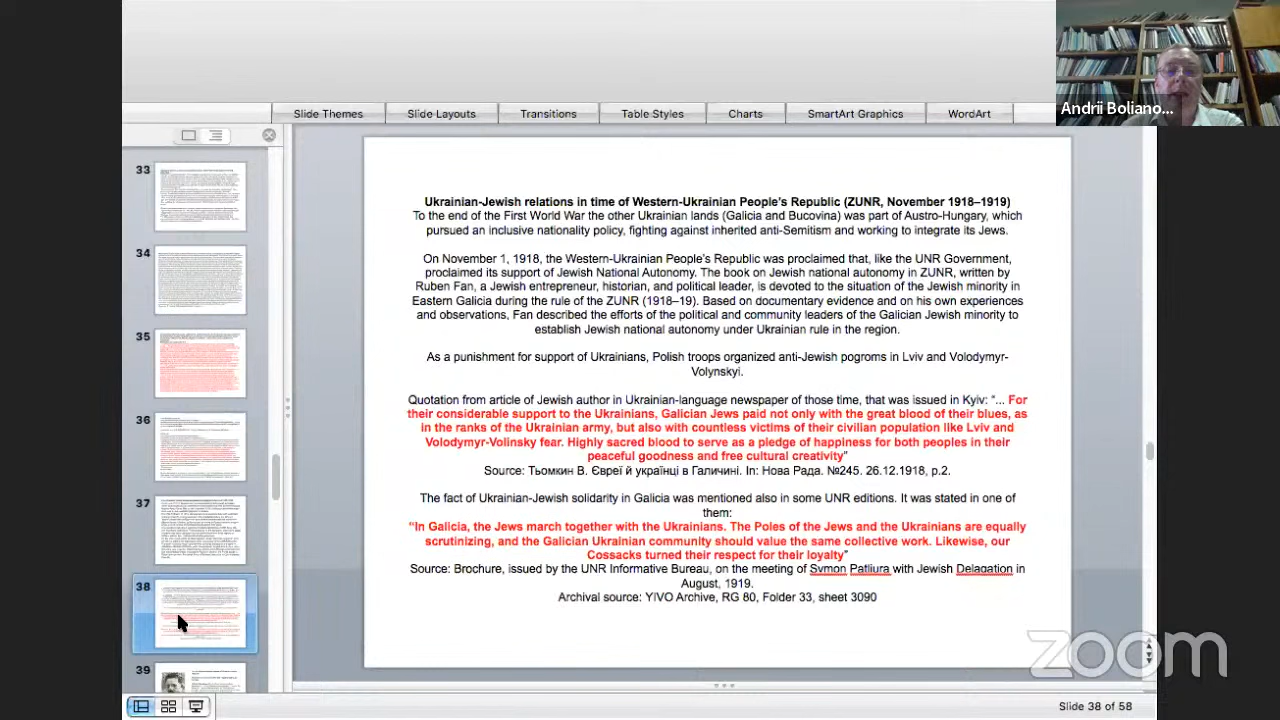 Andrii Boliano...
Slide Themes
Slide Layouts
Transitions
Table Styles
Charts
SmartArt Graphics
WordArt
33
34
35
36
37
38
39
Ukrainian-Jewish relations in time of Western-Ukrainian People's Republic (ZUNR, November 1918–1919)
To the end of the First World War the other Ukrainian lands (Galicia and Bucovina) was part of Austro-Hungary, which
pursued an inclusive nationality policy, fighting against inherited anti-Semitism and working to integrate its Jews.
On November 1, 1918, the Western-Ukrainian People's Republic was proclaimed that, like the UNR Government,
proclaimed its support of Jewish National Autonomy. The book on Jewish national autonomy in ZUNR, written by
Ruben Fan, a Jewish entrepreneur, historian, and political leader, is devoted to the situation of the Jewish minority in
Eastern Galicia during the rule of the ZUNR (1918–19). Based on documentary evidence and on his own experiences
and observations, Fan described the efforts of the political and community leaders of the Galician Jewish minority to
establish Jewish national autonomy under Ukrainian rule in the region.
As a punishment for support of Ukrainians, Polish troops organized anti-Jewish pogroms in Lviv and Volodymyr-
Volynskyi.
Quotation from article of Jewish author in Ukrainian-language newspaper of those time, that was issued in Kyiv: "... For
their considerable support to the Ukrainians, Galician Jews paid not only with the great blood of their blues, as
in the ranks of the Ukrainian army, but also with countless victims of their civilian population like Lviv and
Volodymyr-Volinsky fear. Highly sacred blood to serve as a pledge of happiness for both peoples in their
peaceful goodness and free cultural creativity"
Source: Тьомкин В. Євреї й українці в Галичині. In: Нова Рада. №245. 26.12.1918, p.2.
The fact of Ukrainian-Jewish solidarity in Galicia was mentioned also in some UNR editions. It was stated in one of
them:
"In Galicia, the Jews march together with the Ukrainians. The Poles of the Jews and the Ukrainians are equally
scrutinizing, and the Galician Ukrainian community should value the same collective work. Likewise, our
Cossacks turned their respect for their loyalty"
Source: Brochure, issued by the UNR Informative Bureau, on the meeting of Symon Patliura with Jewish Delagation in
August, 1919.
Archival source: YIVO Archive, RG 80, Folder 33, sheet 3090
zoom
Slide 38 of 58